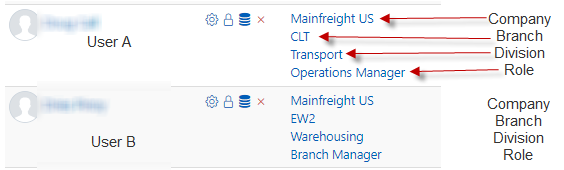 Mainfreight US Company
User A CLT Branch
Transport Division
Operations Manager Role
Mainfreight US Company
EW2 Branch
User B Warehousing Division
Branch Manager Role